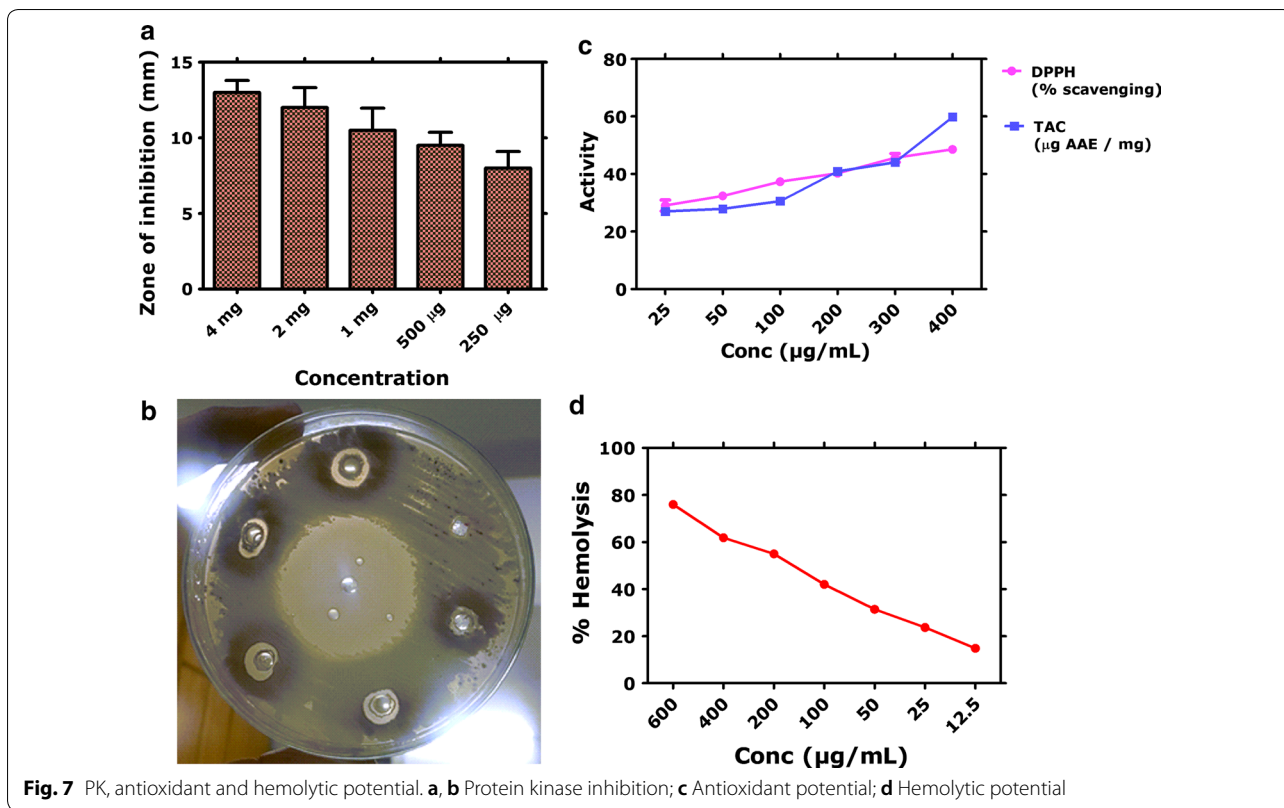 a
Zone of inhibition (mm)
15
10
5
0
4 mg
2 mg
1 mg
500 µg
250 µg
Concentration
c
Activity
80
60
40
20
0
25
50
100
200
300
400
Conc (µg/mL)
DPPH
(% scavenging)
TAC
(µg AAE / mg)
b
d
% Hemolysis
100
80
60
40
20
0
600
400
200
100
50
25
12.5
Conc (µg/mL)
Fig. 7 PK, antioxidant and hemolytic potential. a, b Protein kinase inhibition; c Antioxidant potential; d Hemolytic potential